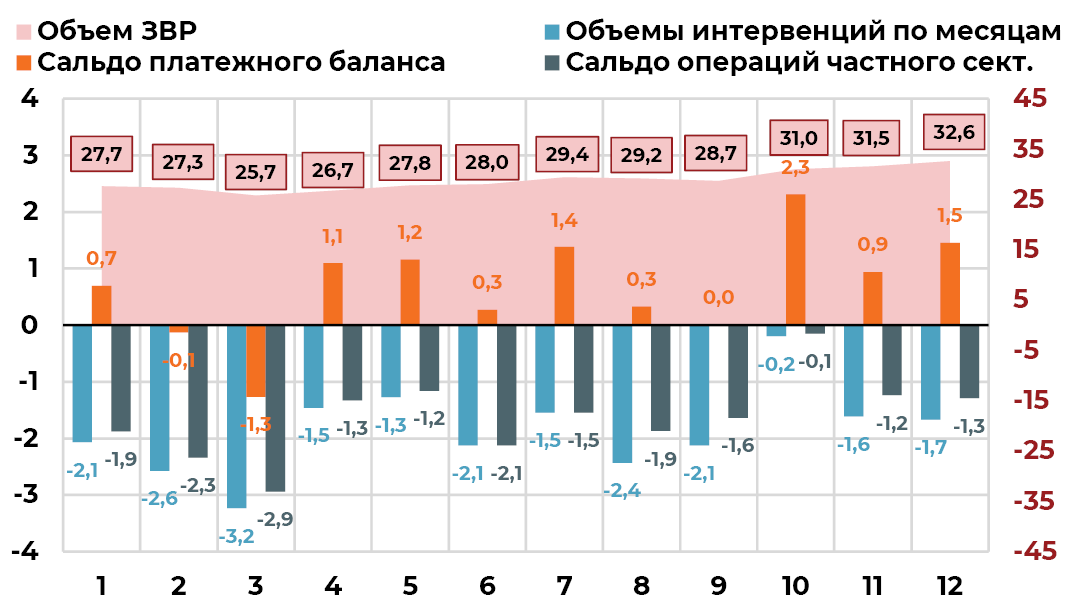 Объем ЗВР
Объемы интервенций по месяцам
Сальдо платежного баланса
Сальдо операций частного сект.
4 45
27,7 27,3 25,7 26,7 27,8 28,0 29,4 29,2 28,7 31,0 31,5 32,6
3 35
2 25
1 15
0 5
-1 -5
-2 -15
-3 -25
-4 -35
-45
0,7 -0,1 -1,3 1,1 1,2 0,3 1,4 0,3 0,0 2,3 0,9 1,5
-2,1 -2,6 -3,2 -1,5 -1,3 -2,1 -1,5 -2,4 -2,1 -0,2 -1,6 -1,7
-1,9 -2,3 -2,9 -1,3 -1,2 -2,1 -1,5 -1,9 -1,6 -0,1 -1,2 -1,3
1 2 3 4 5 6 7 8 9 10 11 12